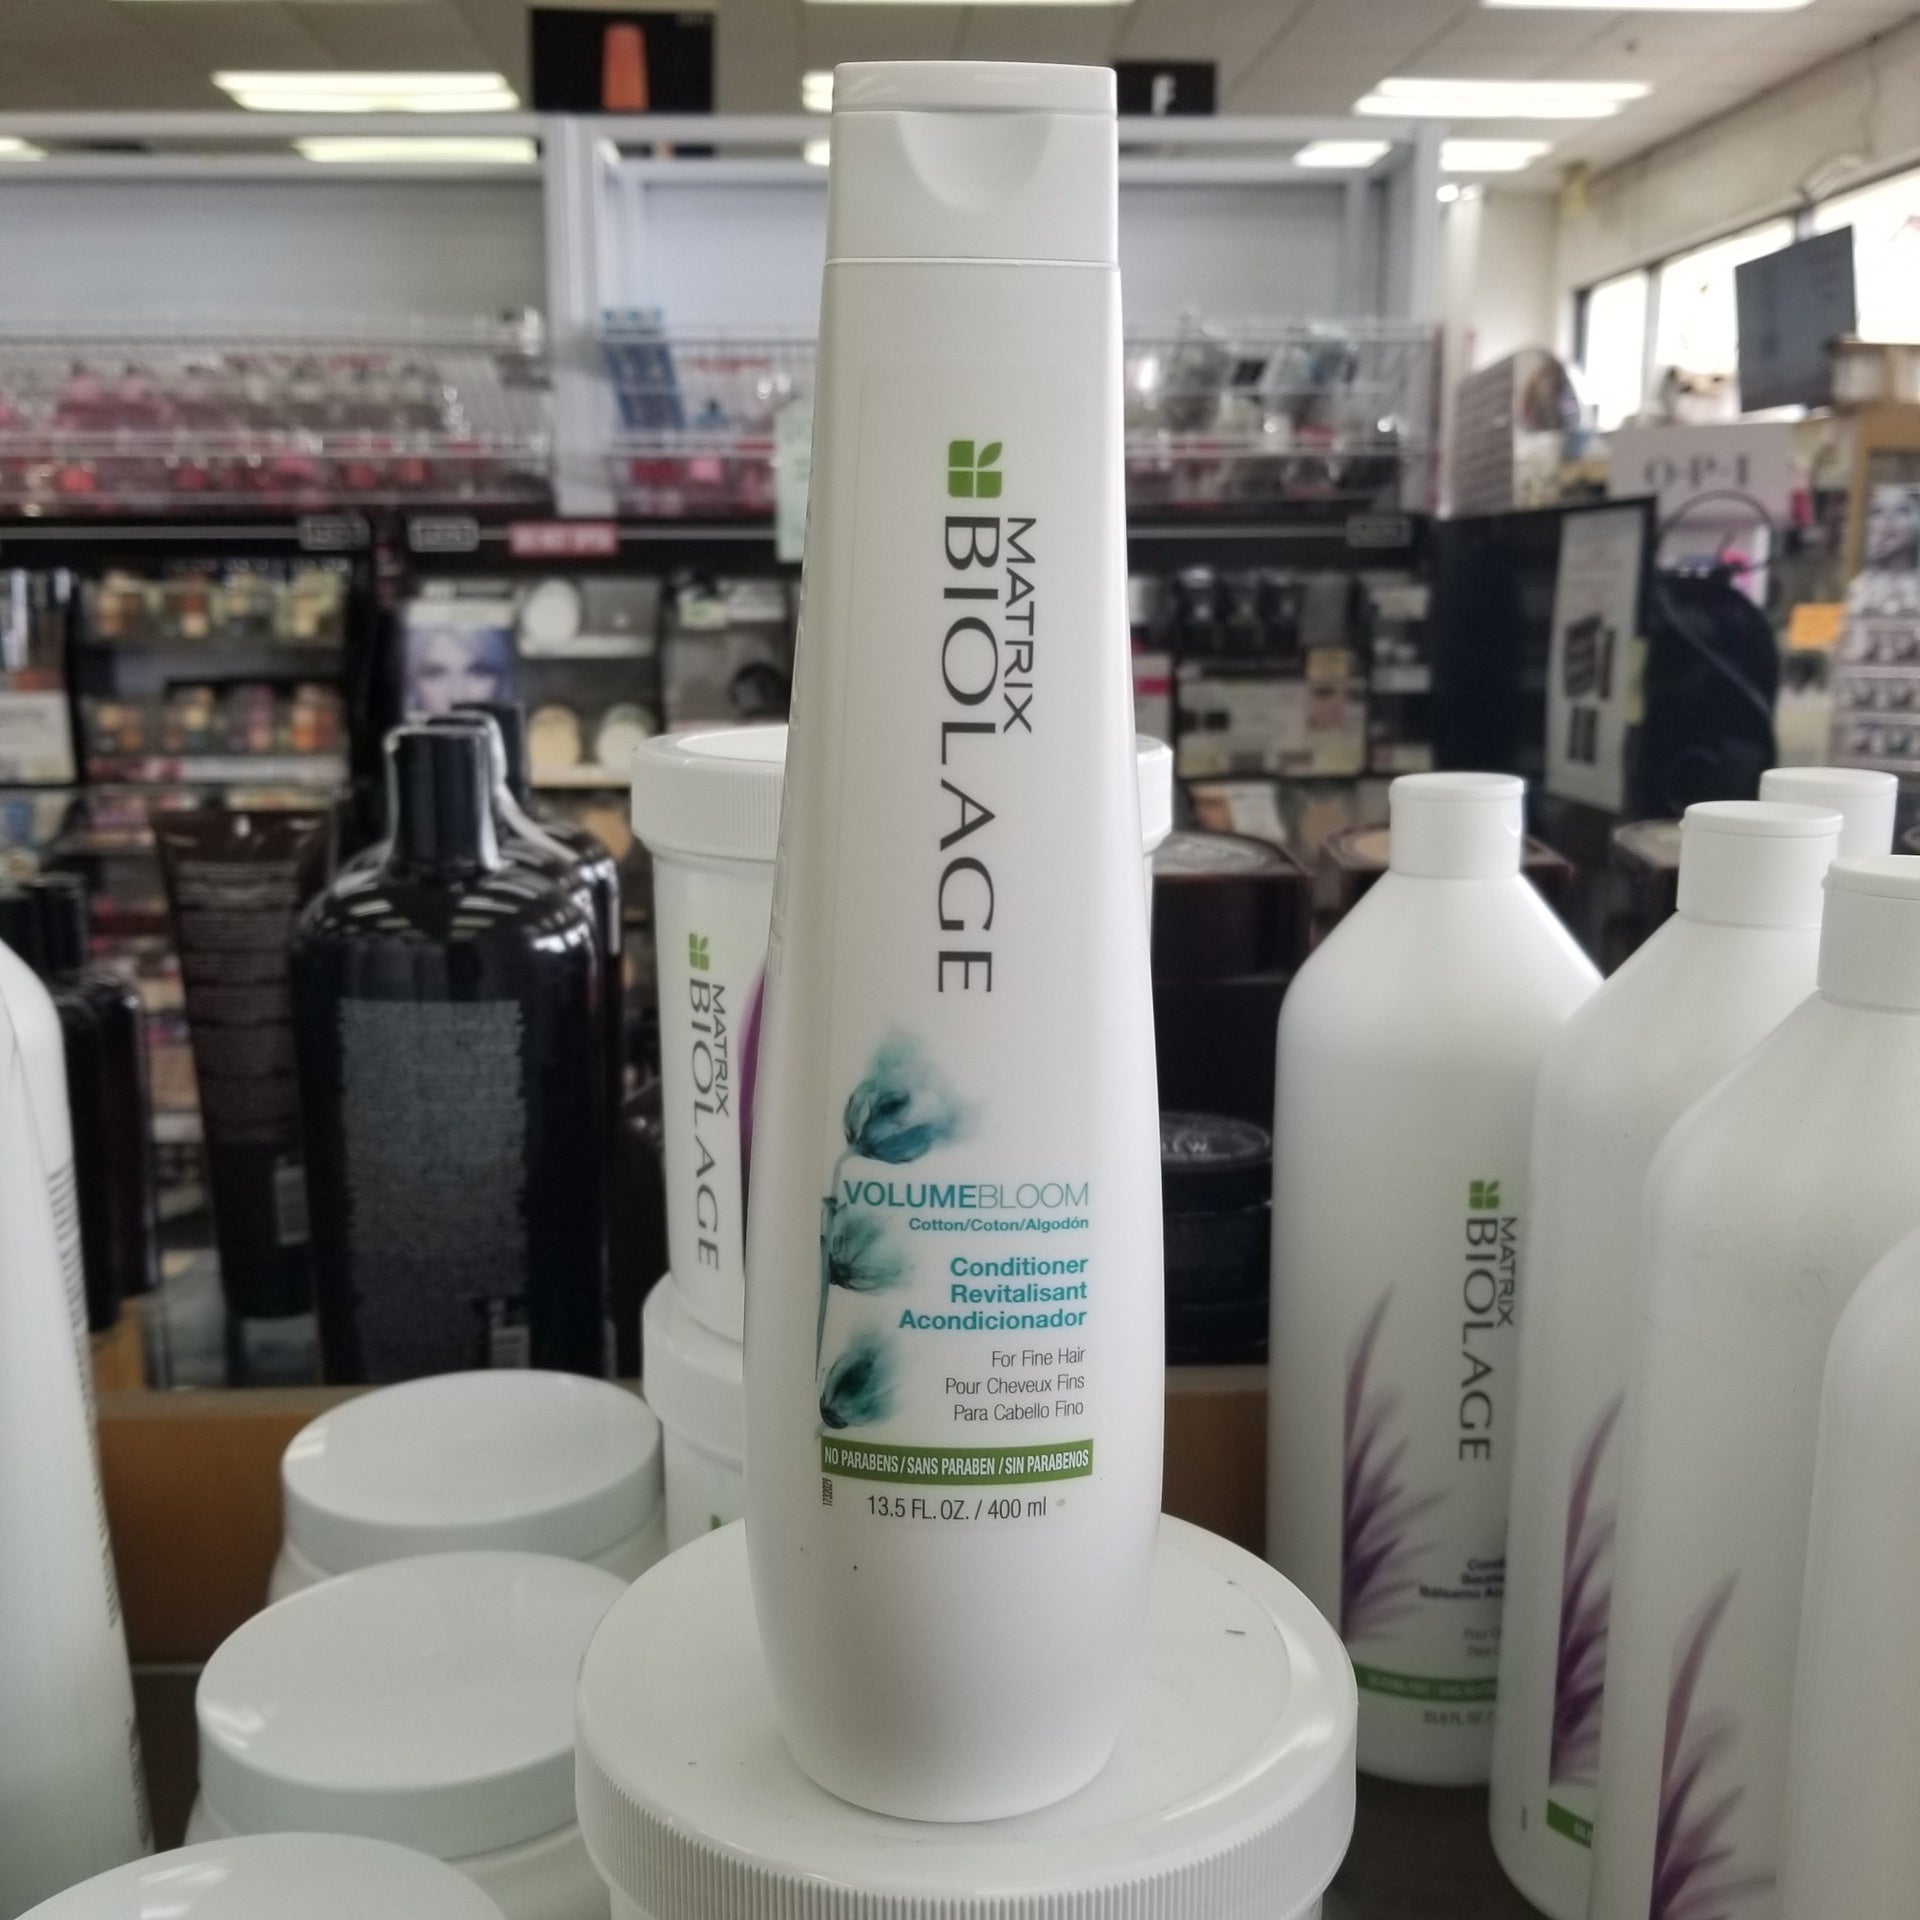 MATRIX
BIOLAGE
VOLUMEBLOOM
Cotton/Coton/Algodón
Conditioner
Revitalisant
Acondicionador
For Fine Hair
Pour Cheveux Fins
Para Cabello Fino
NO PARABENS / SANS PARABEN / SIN PARABENOS
1732029
13.5 FL. OZ. / 400 ml
MATRIX
BIOLAGE
MATRIX
BIOLAGE
O·P·I
F